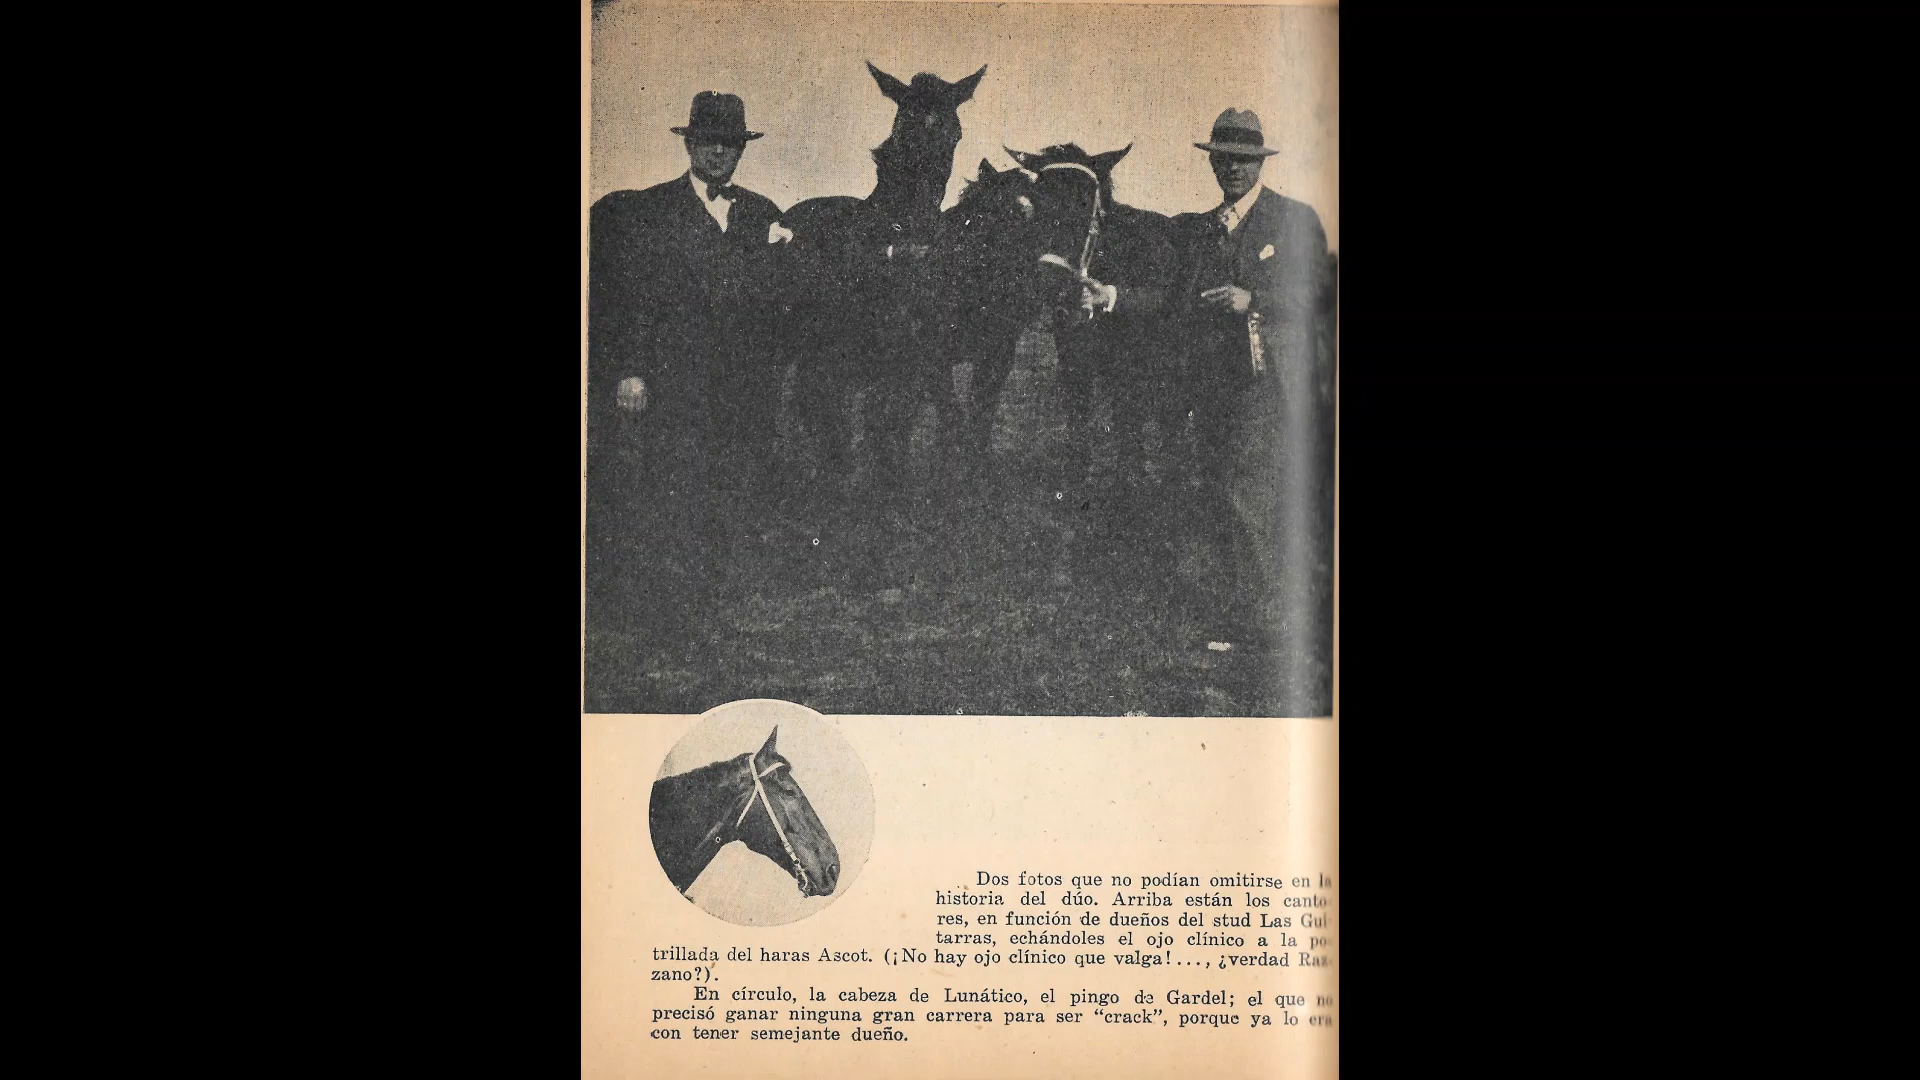 Dos fotos que no podían omitirse en la
historia del dúo. Arriba están los canto
res, en función de dueños del stud Las Gui
tarras, echándoles el ojo clínico a la po
trillada del haras Ascot. (¡No hay ojo clínico que valga!..., ¿verdad Raz
zano?).
En círculo, la cabeza de Lunático, el pingo de Gardel; el que no
precisó ganar ninguna gran carrera para ser “crack”, porque ya lo era
con tener semejante dueño.